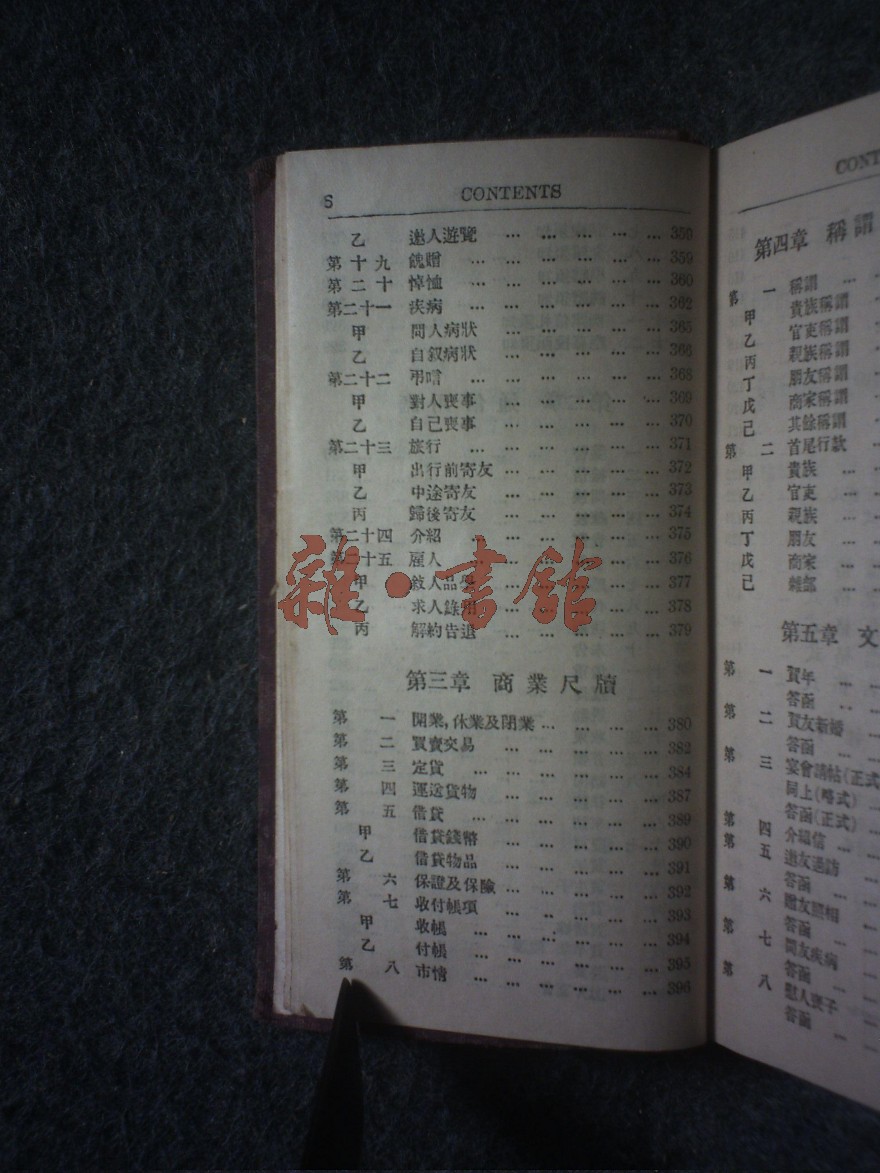 S CONTENTS
乙 邀人遊覽 ... ... ... ... ... 359
第十九 餽贈 ... ... ... ... ... ... 359
第二十 悼恤 ... ... ... ... ... ... 360
第二十一 疾病 ... ... ... ... ... ... 362
甲 問人病狀 ... ... ... ... ... 365
乙 自叙病狀 ... ... ... ... ... 366
第二十二 弔唁 ... ... ... ... ... ... 368
甲 對人喪事 ... ... ... ... ... 369
乙 自己喪事 ... ... ... ... ... 370
第二十三 旅行 ... ... ... ... ... ... 371
甲 出行前寄友 ... ... ... ... ... 372
乙 中途寄友 ... ... ... ... ... 373
丙 歸後寄友 ... ... ... ... ... 374
第二十四 介紹 ... ... ... ... ... ... 375
第二十五 雇人 ... ... ... ... ... 376
甲 敘人品學 ... ... ... ... 377
乙 求人錄用 ... ... ... ... 378
丙 解約告退 ... ... ... ... ... 379
第三章 商業尺牘
第一 開業,休業及閉業 ... ... ... ... 380
第二 買賣交易 ... ... ... ... ... 382
第三 定貨 ... ... ... ... ... ... 384
第四 運送貨物 ... ... ... ... ... 387
第五 借貸 ... ... ... ... ... ... 389
甲 借貸錢幣 ... ... ... ... ... 390
乙 借貸物品 ... ... ... ... ... 391
第六 保證及保險 ... ... ... ... ... 392
第七 收付帳項 ... ... ... ... ... 393
甲 收帳 ... ... ... ... ... ... 394
乙 付帳 ... ... ... ... ... ... 395
第八 市情 ... ... ... ... ... ... 396
雜·書館
CONT
第四章 稱謂
第一 稱謂 ...
甲 貴族稱謂 ...
乙 官吏稱謂 ...
丙 親族稱謂 ...
丁 朋友稱謂 ...
戊 商家稱謂 ...
己 其餘稱謂 ...
第二 首尾行款 ...
甲 貴族 ...
乙 官吏 ...
丙 親族 ...
丁 朋友 ...
戊 商家 ...
己 雜部 ...
第五章 文
第一 賀年 ... ...
答函 ... ...
第二 賀友新婚 ...
答函 ... ...
第三 宴會請帖(正式
同上(略式) ...
答函(正式) ...
第四 介紹信 ... ...
第五 邀友過訪 ...
答函 ... ...
第六 贈友照相 ...
答函 ... ...
第七 問友疾病 ...
答函 ... ...
第八 慰人喪子 ...
答函 ... ...